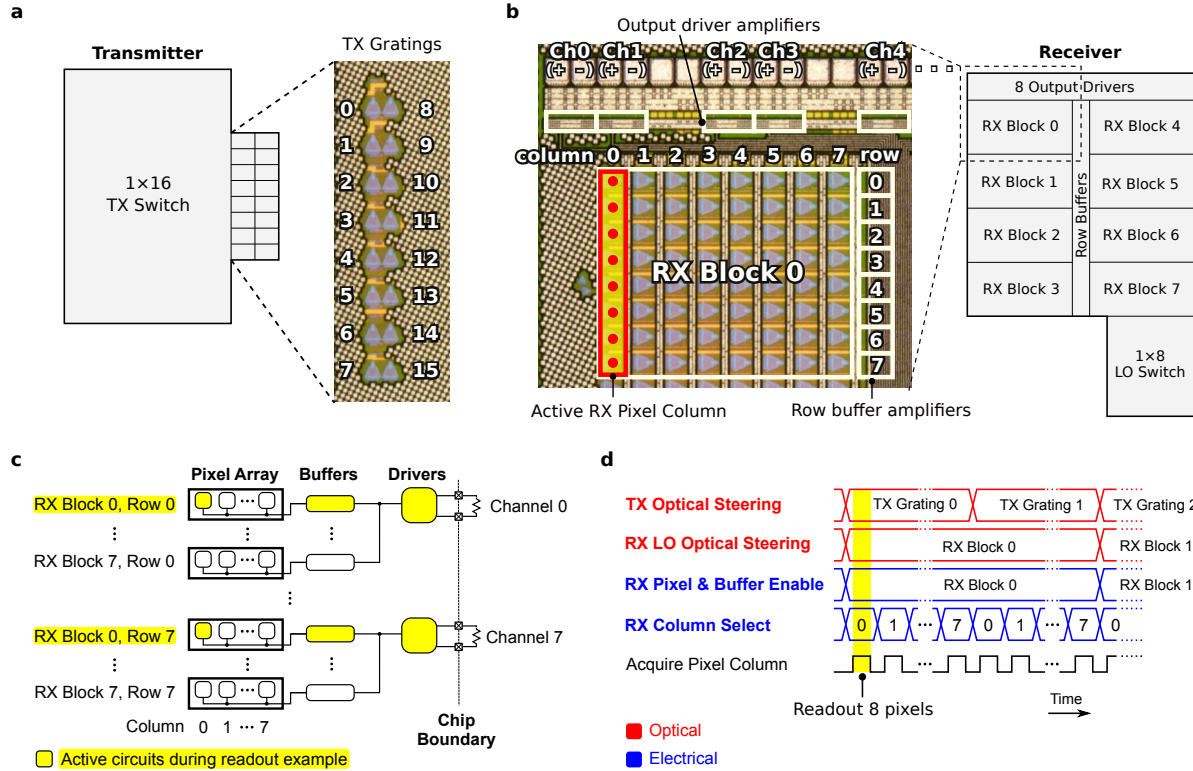 a
Transmitter
1×16
TX Switch
TX Gratings
0 8
1 9
2 10
3 11
4 12
5 13
6 14
7 15
b
Output driver amplifiers
Ch0 Ch1 Ch2 Ch3 Ch4
(+ -) (+ -) (+ -) (+ -) (+ -)
column 0 1 2 3 4 5 6 7 row
0
1
2
3
4
5
6
7
RX Block 0
Active RX Pixel Column
Row buffer amplifiers
Receiver
8 Output Drivers
RX Block 0
RX Block 4
RX Block 1
RX Block 5
RX Block 2
RX Block 6
RX Block 3
RX Block 7
Row Buffers
1×8
LO Switch
c
Pixel Array Buffers Drivers
RX Block 0, Row 0
Channel 0
RX Block 7, Row 0
RX Block 0, Row 7
Channel 7
RX Block 7, Row 7
Column 0 1 ··· 7
Chip
Boundary
Active circuits during readout example
d
TX Optical Steering TX Grating 0 TX Grating 1 TX Grating 2
RX LO Optical Steering RX Block 0 RX Block 1
RX Pixel & Buffer Enable RX Block 0 RX Block 1
RX Column Select 0 1 ··· 7 0 1 ··· 7 0
Acquire Pixel Column
Readout 8 pixels
Time
Optical
Electrical